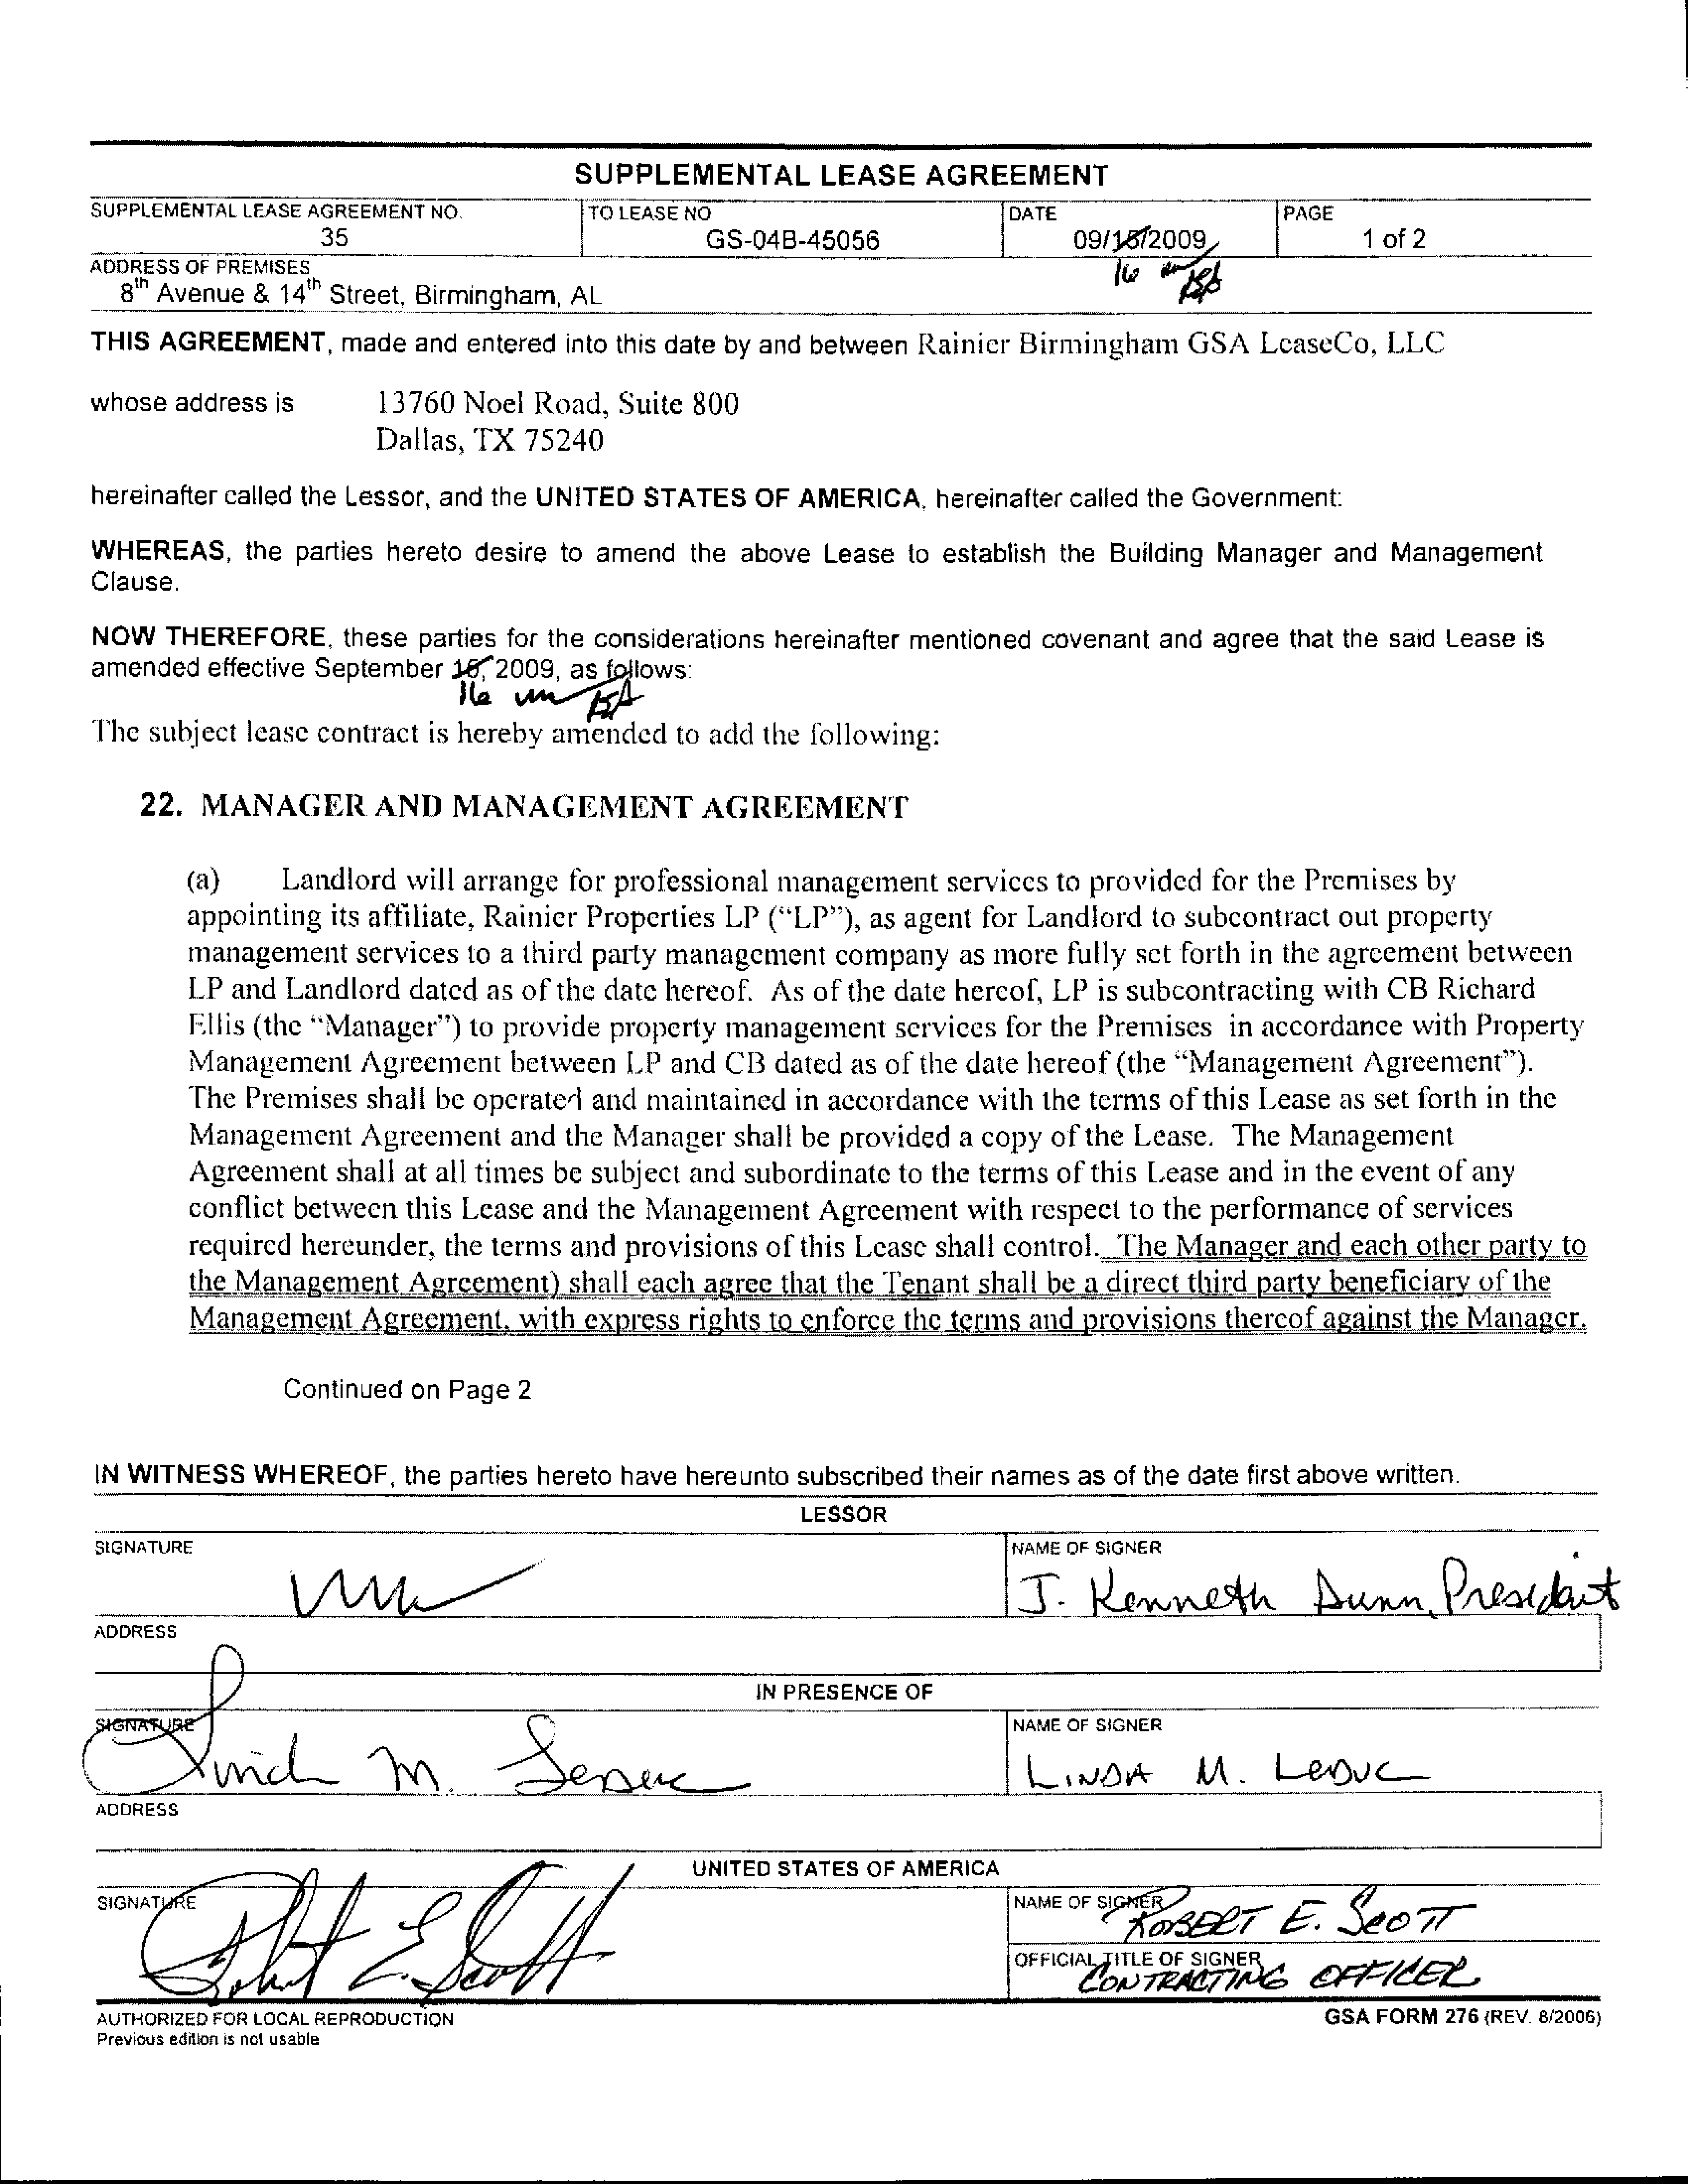 SUPPLEMENTAL LEASE AGREEMENT
SUPPLEMENTAL LEASE AGREEMENT NO.
35
TO LEASE NO
GS-04B-45056
DATE
09/15/2009
16
PAGE
1 of 2
ADDRESS OF PREMISES
8th Avenue & 14th Street, Birmingham, AL
THIS AGREEMENT, made and entered into this date by and between Rainier Birmingham GSA LeaseCo, LLC
whose address is 13760 Noel Road, Suite 800
Dallas, TX 75240
hereinafter called the Lessor, and the UNITED STATES OF AMERICA, hereinafter called the Government:
WHEREAS, the parties hereto desire to amend the above Lease to establish the Building Manager and Management
Clause.
NOW THEREFORE, these parties for the considerations hereinafter mentioned covenant and agree that the said Lease is
amended effective September 15, 2009, as follows:
16
The subject lease contract is hereby amended to add the following:
22. MANAGER AND MANAGEMENT AGREEMENT
(a) Landlord will arrange for professional management services to provided for the Premises by
appointing its affiliate, Rainier Properties LP (“LP”), as agent for Landlord to subcontract out property
management services to a third party management company as more fully set forth in the agreement between
LP and Landlord dated as of the date hereof. As of the date hereof, LP is subcontracting with CB Richard
Ellis (the “Manager”) to provide property management services for the Premises in accordance with Property
Management Agreement between LP and CB dated as of the date hereof (the “Management Agreement”).
The Premises shall be operated and maintained in accordance with the terms of this Lease as set forth in the
Management Agreement and the Manager shall be provided a copy of the Lease. The Management
Agreement shall at all times be subject and subordinate to the terms of this Lease and in the event of any
conflict between this Lease and the Management Agreement with respect to the performance of services
required hereunder, the terms and provisions of this Lease shall control. The Manager and each other party to
the Management Agreement) shall each agree that the Tenant shall be a direct third party beneficiary of the
Management Agreement, with express rights to enforce the terms and provisions thereof against the Manager.
Continued on Page 2
IN WITNESS WHEREOF, the parties hereto have hereunto subscribed their names as of the date first above written.
LESSOR
SIGNATURE
NAME OF SIGNER
J. Kenneth Dunn, President
ADDRESS
IN PRESENCE OF
SIGNATURE
Linda M. Leduc
NAME OF SIGNER
LINDA M. LEDUC
ADDRESS
UNITED STATES OF AMERICA
SIGNATURE
Robert E. Scott
NAME OF SIGNER
ROBERT E. SCOTT
OFFICIAL TITLE OF SIGNER
CONTRACTING OFFICER
AUTHORIZED FOR LOCAL REPRODUCTION
Previous edition is not usable
GSA FORM 276 (REV. 8/2006)